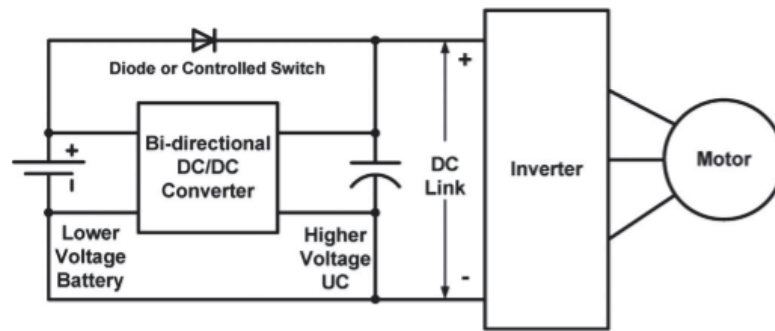 Diode or Controlled Switch
+
-
Bi-directional
DC/DC
Converter
Lower
Voltage
Battery
Higher
Voltage
UC
+
DC
Link
-
Inverter
Motor